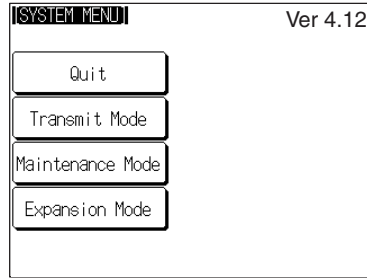 [SYSTEM MENU]
Ver 4.12
Quit
Transmit Mode
Maintenance Mode
Expansion Mode